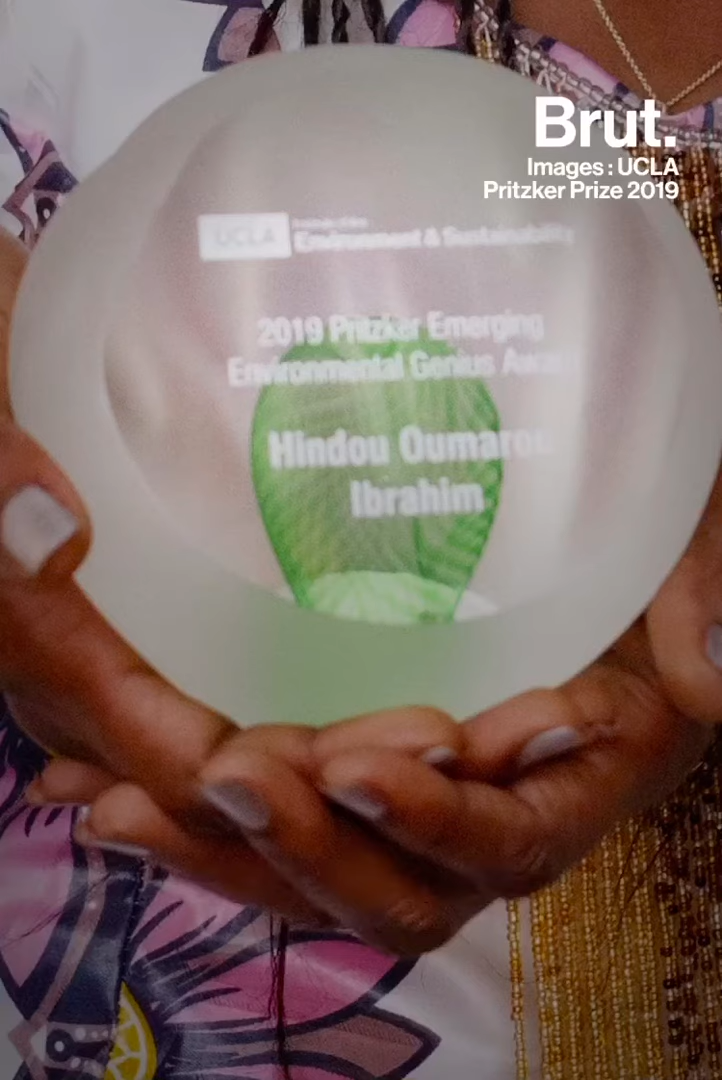 Brut.
Images : UCLA
Pritzker Prize 2019
UCLA
Environment & Sustainability
2019 Pritzker Emerging
Environmental Genius
Hindou Oumarou
Ibrahim